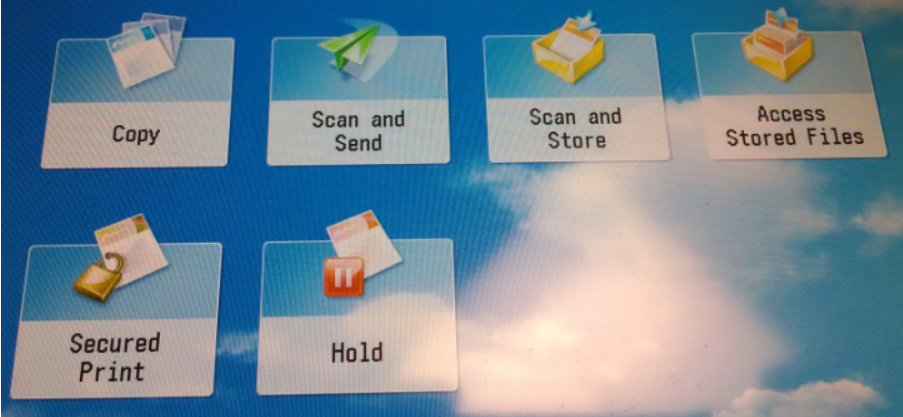 Copy
Scan and
Send
Scan and
Store
Access
Stored Files
Secured
Print
Hold